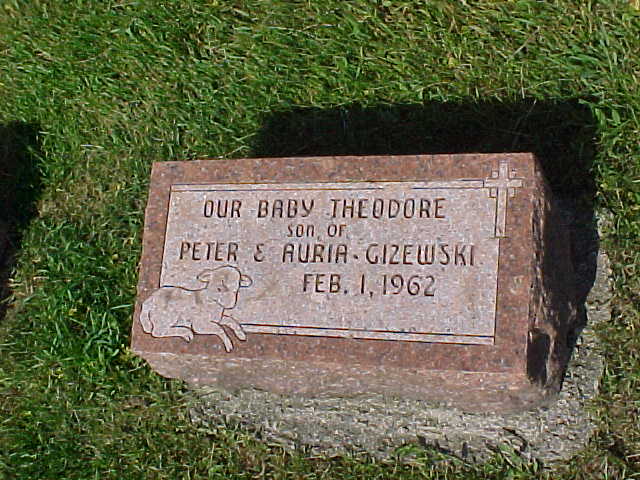 OUR BABY THEODORE
SON OF
PETER & AURIA-GIZEWSKI
FEB. 1, 1962